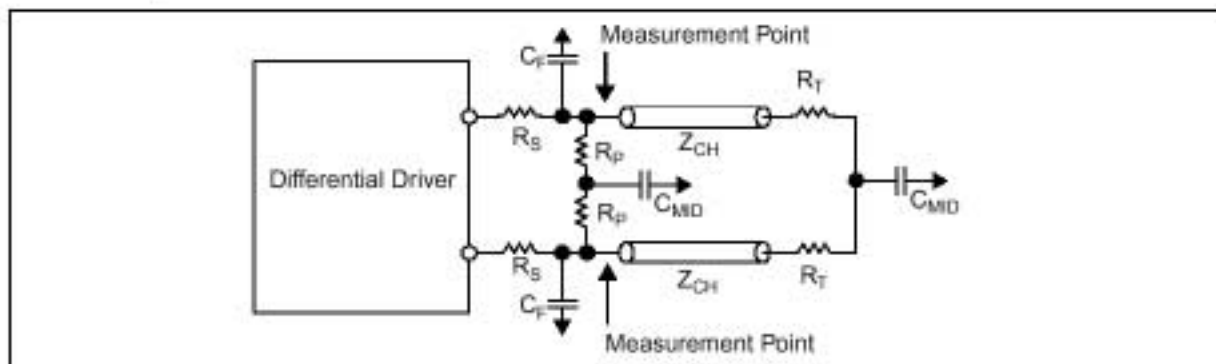 Measurement Point
C_F
R_T
R_S
Z_CH
R_P
Differential Driver
C_MID
C_MID
R_P
R_S
Z_CH
R_T
C_F
Measurement Point